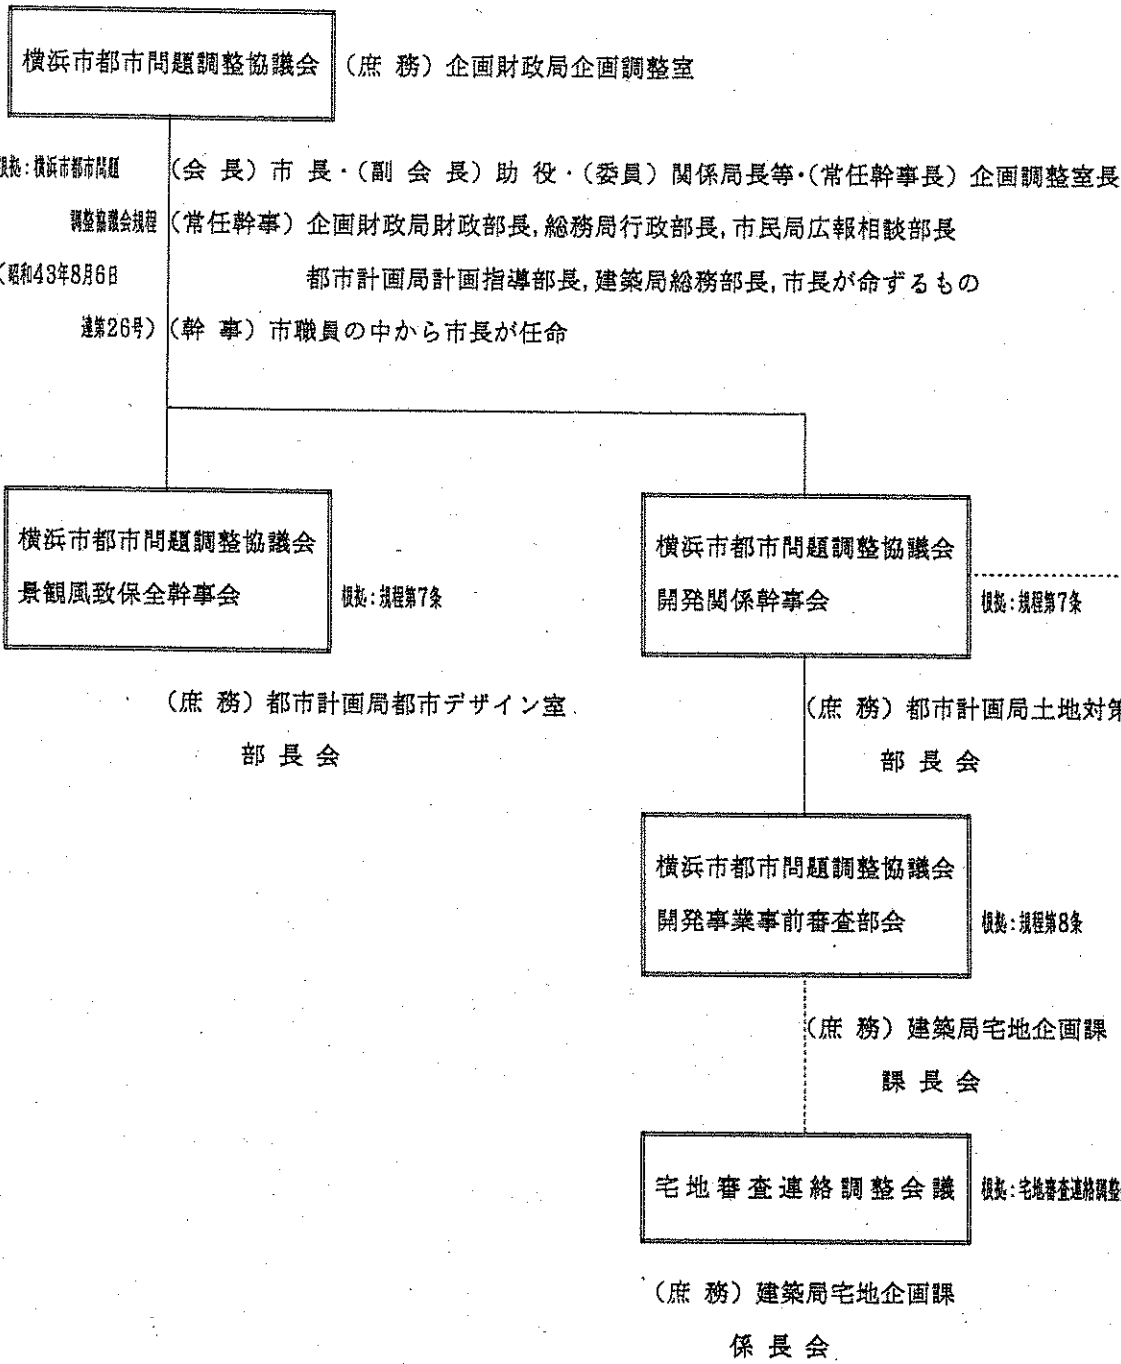 横浜市都市問題調整協議会 （庶 務）企画財政局企画調整室
根拠：横浜市都市問題 （会 長）市 長・（副 会 長）助 役・（委員）関係局長等・（常任幹事長）企画調整室長
調整協議会規程 （常任幹事）企画財政局財政部長，総務局行政部長，市民局広報相談部長
（昭和43年8月6日 都市計画局計画指導部長，建築局総務部長，市長が命ずるもの
達第26号） （幹 事）市職員の中から市長が任命
横浜市都市問題調整協議会
景観風致保全幹事会 根拠：規程第7条
（庶 務）都市計画局都市デザイン室
部 長 会
横浜市都市問題調整協議会
開発関係幹事会 根拠：規程第7条
（庶 務）都市計画局土地対策
部 長 会
横浜市都市問題調整協議会
開発事業事前審査部会 根拠：規程第8条
（庶 務）建築局宅地企画課
課 長 会
宅地審査連絡調整会議 根拠：宅地審査連絡調整
（庶 務）建築局宅地企画課
係 長 会